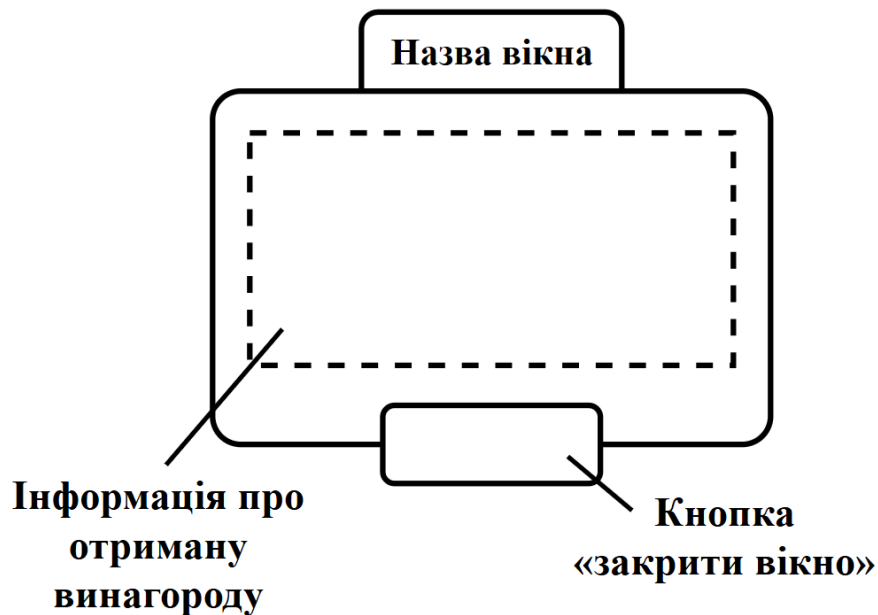 Назва вікна
Інформація про
отриману
винагороду
Кнопка
«закрити вікно»